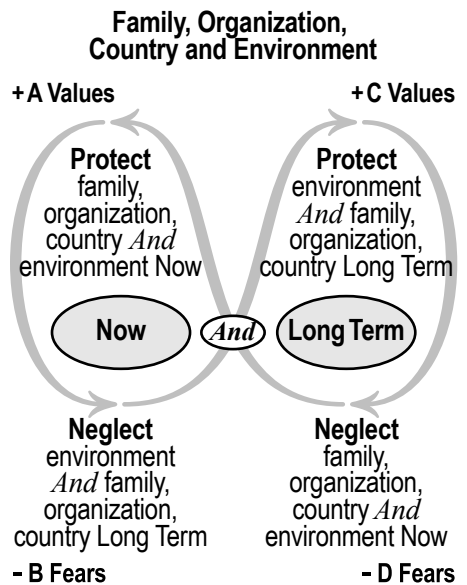 Family, Organization,
Country and Environment
+A Values
+C Values
Protect
family,
organization,
country And
environment Now
Protect
environment
And family,
organization,
country Long Term
Now
And
Long Term
Neglect
environment
And family,
organization,
country Long Term
Neglect
family,
organization,
country And
environment Now
- B Fears
- D Fears